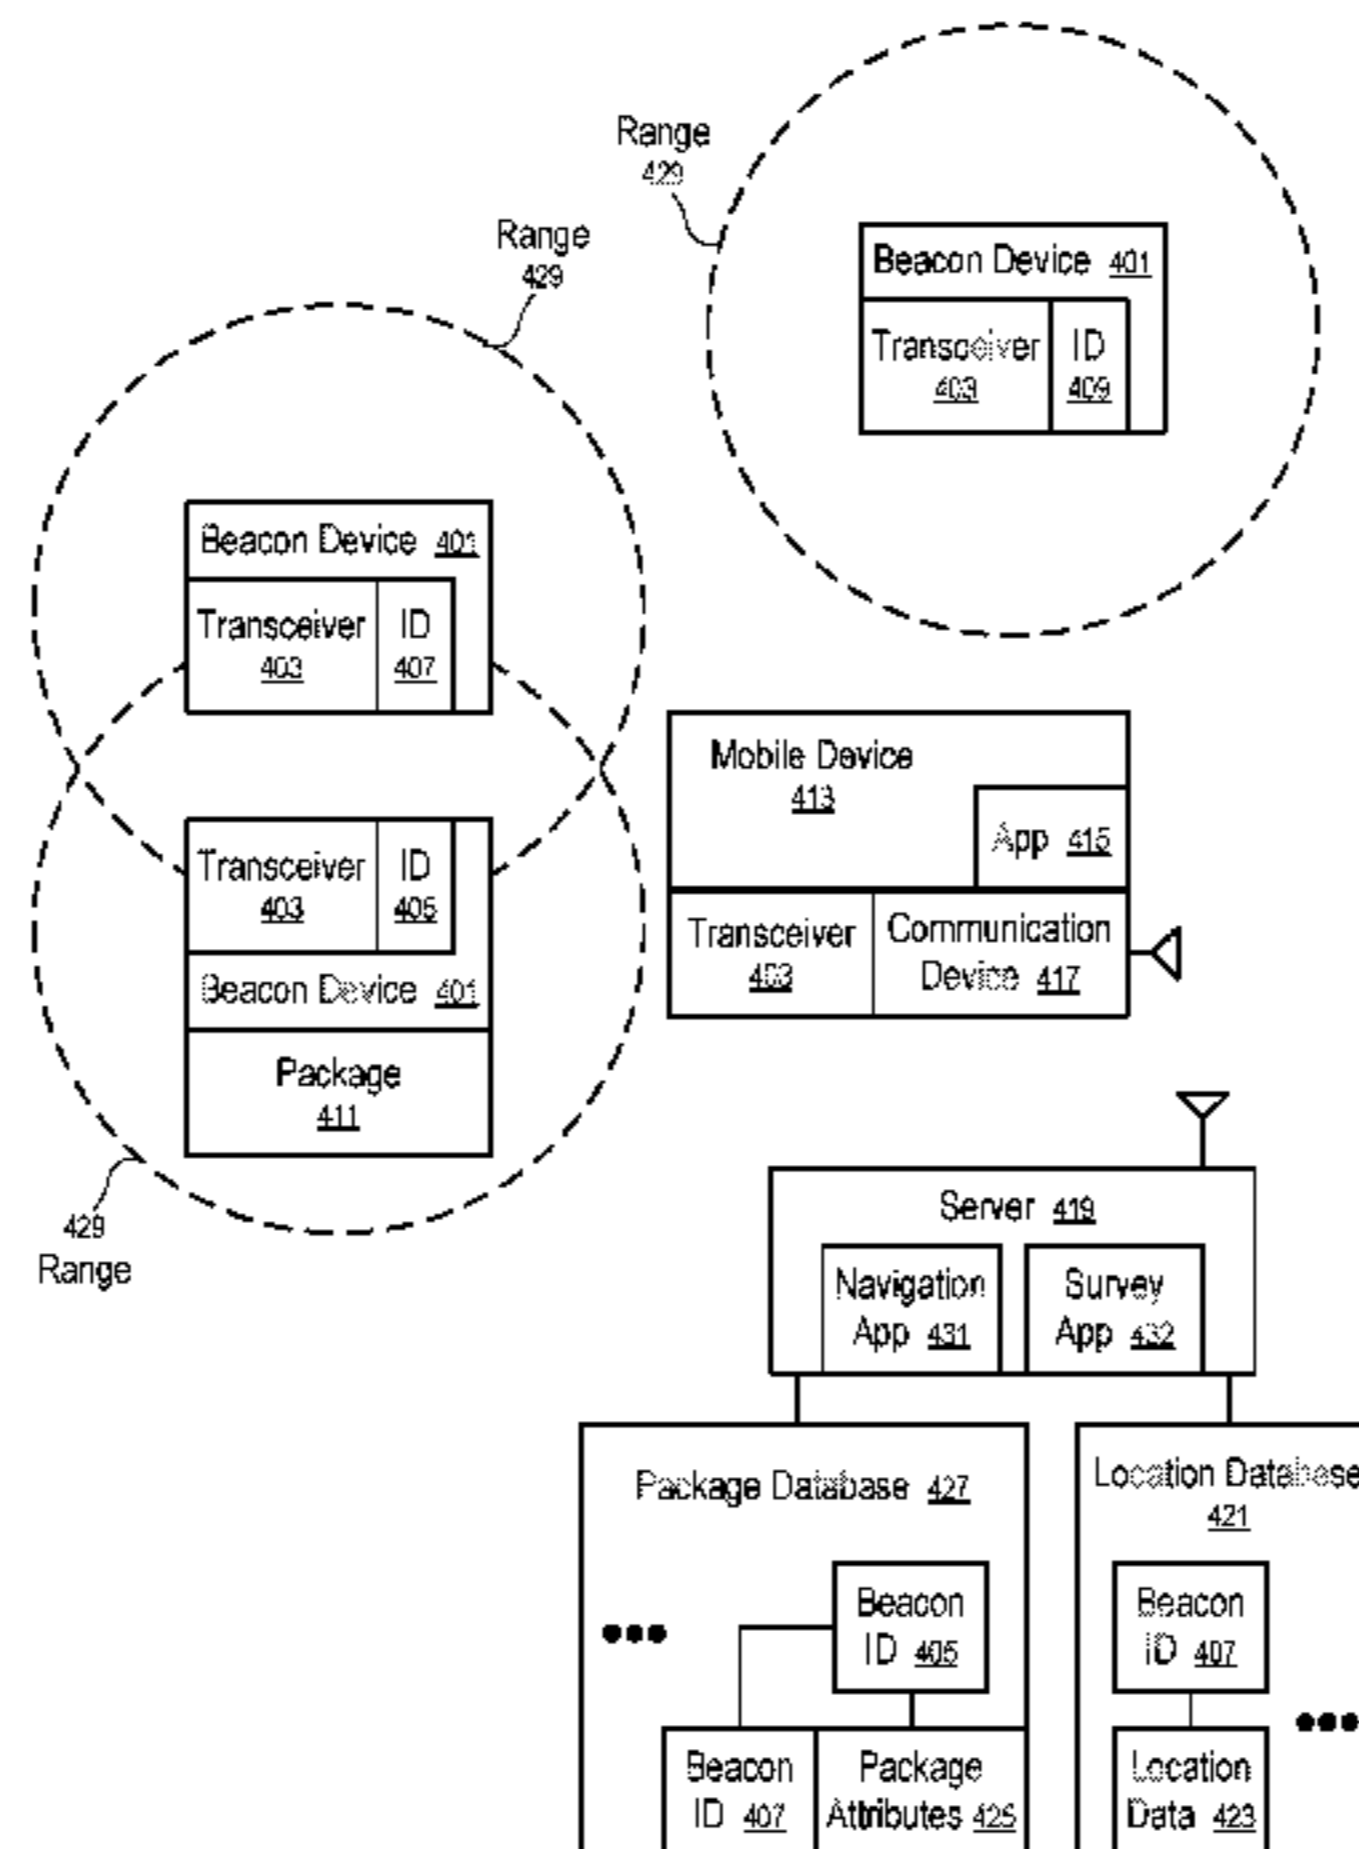 Range
429
Beacon Device 401
Transceiver
403
ID
409
Range
429
Beacon Device 401
Transceiver
403
ID
407
Transceiver
403
ID
405
Beacon Device 401
Package
411
429
Range
Mobile Device
413
App 415
Transceiver
403
Communication
Device 417
Server 419
Navigation
App 431
Survey
App 432
Package Database 427
Beacon
ID 405
Beacon
ID 407
Package
Attributes 425
Location Database
421
Beacon
ID 407
Location
Data 423